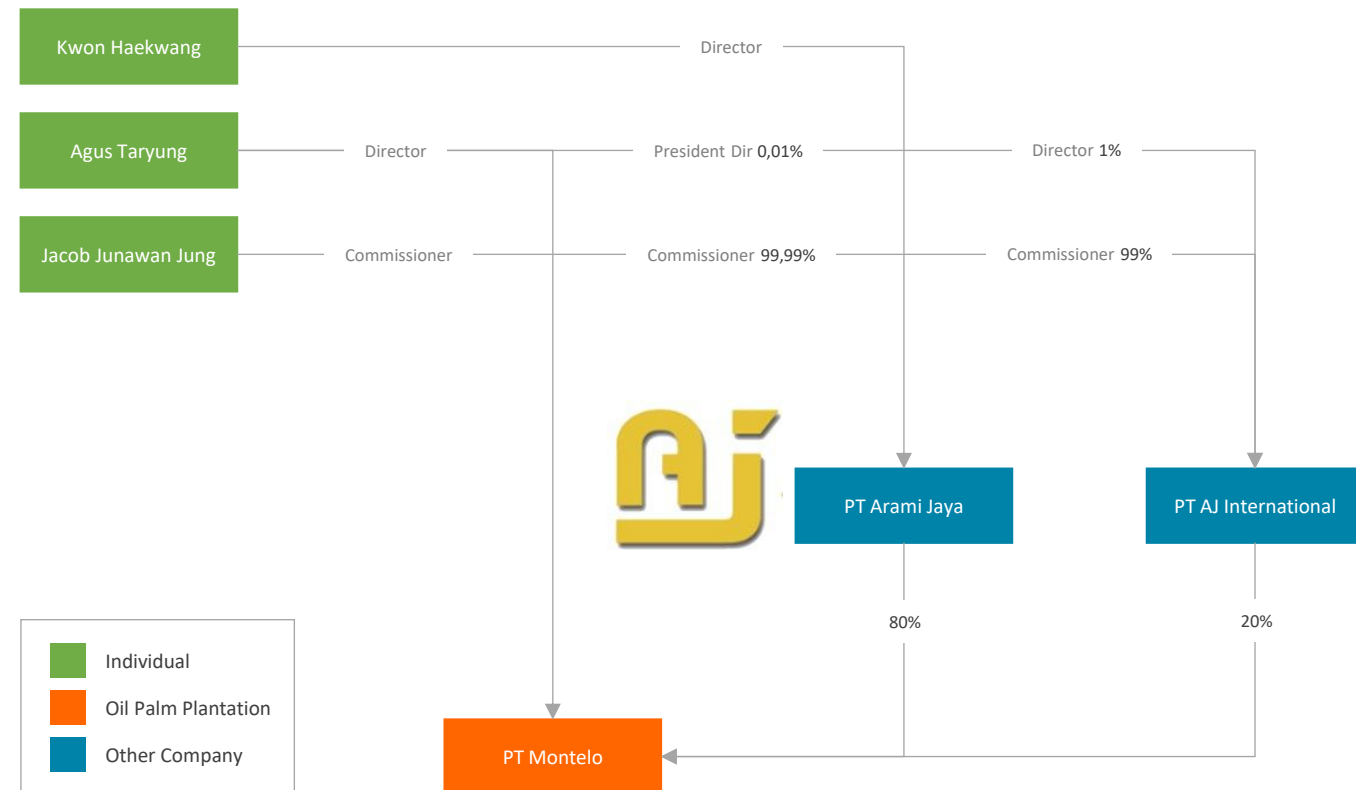 Kwon Haekwang
Director
Agus Taryung
Director
President Dir 0,01%
Director 1%
Jacob Junawan Jung
Commissioner
Commissioner 99,99%
Commissioner 99%
AJ
PT Arami Jaya
PT AJ International
80%
20%
Individual
Oil Palm Plantation
Other Company
PT Montelo